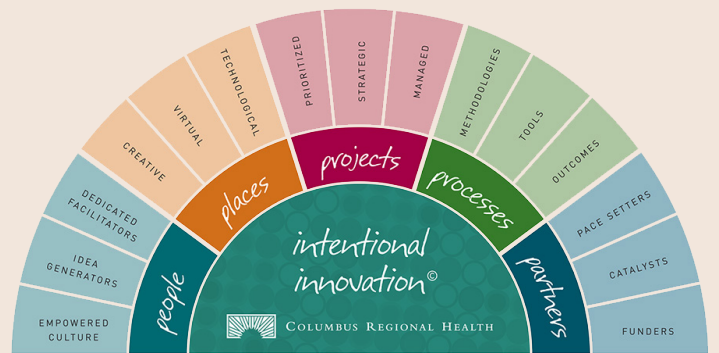 EMPOWERED
CULTURE
IDEA
GENERATORS
DEDICATED
FACILITATORS
people
CREATIVE
VIRTUAL
TECHNOLOGICAL
places
PRIORITIZED
STRATEGIC
MANAGED
projects
METHODOLOGIES
TOOLS
OUTCOMES
processes
PACE SETTERS
CATALYSTS
FUNDERS
partners
intentional
innovation©
COLUMBUS REGIONAL HEALTH